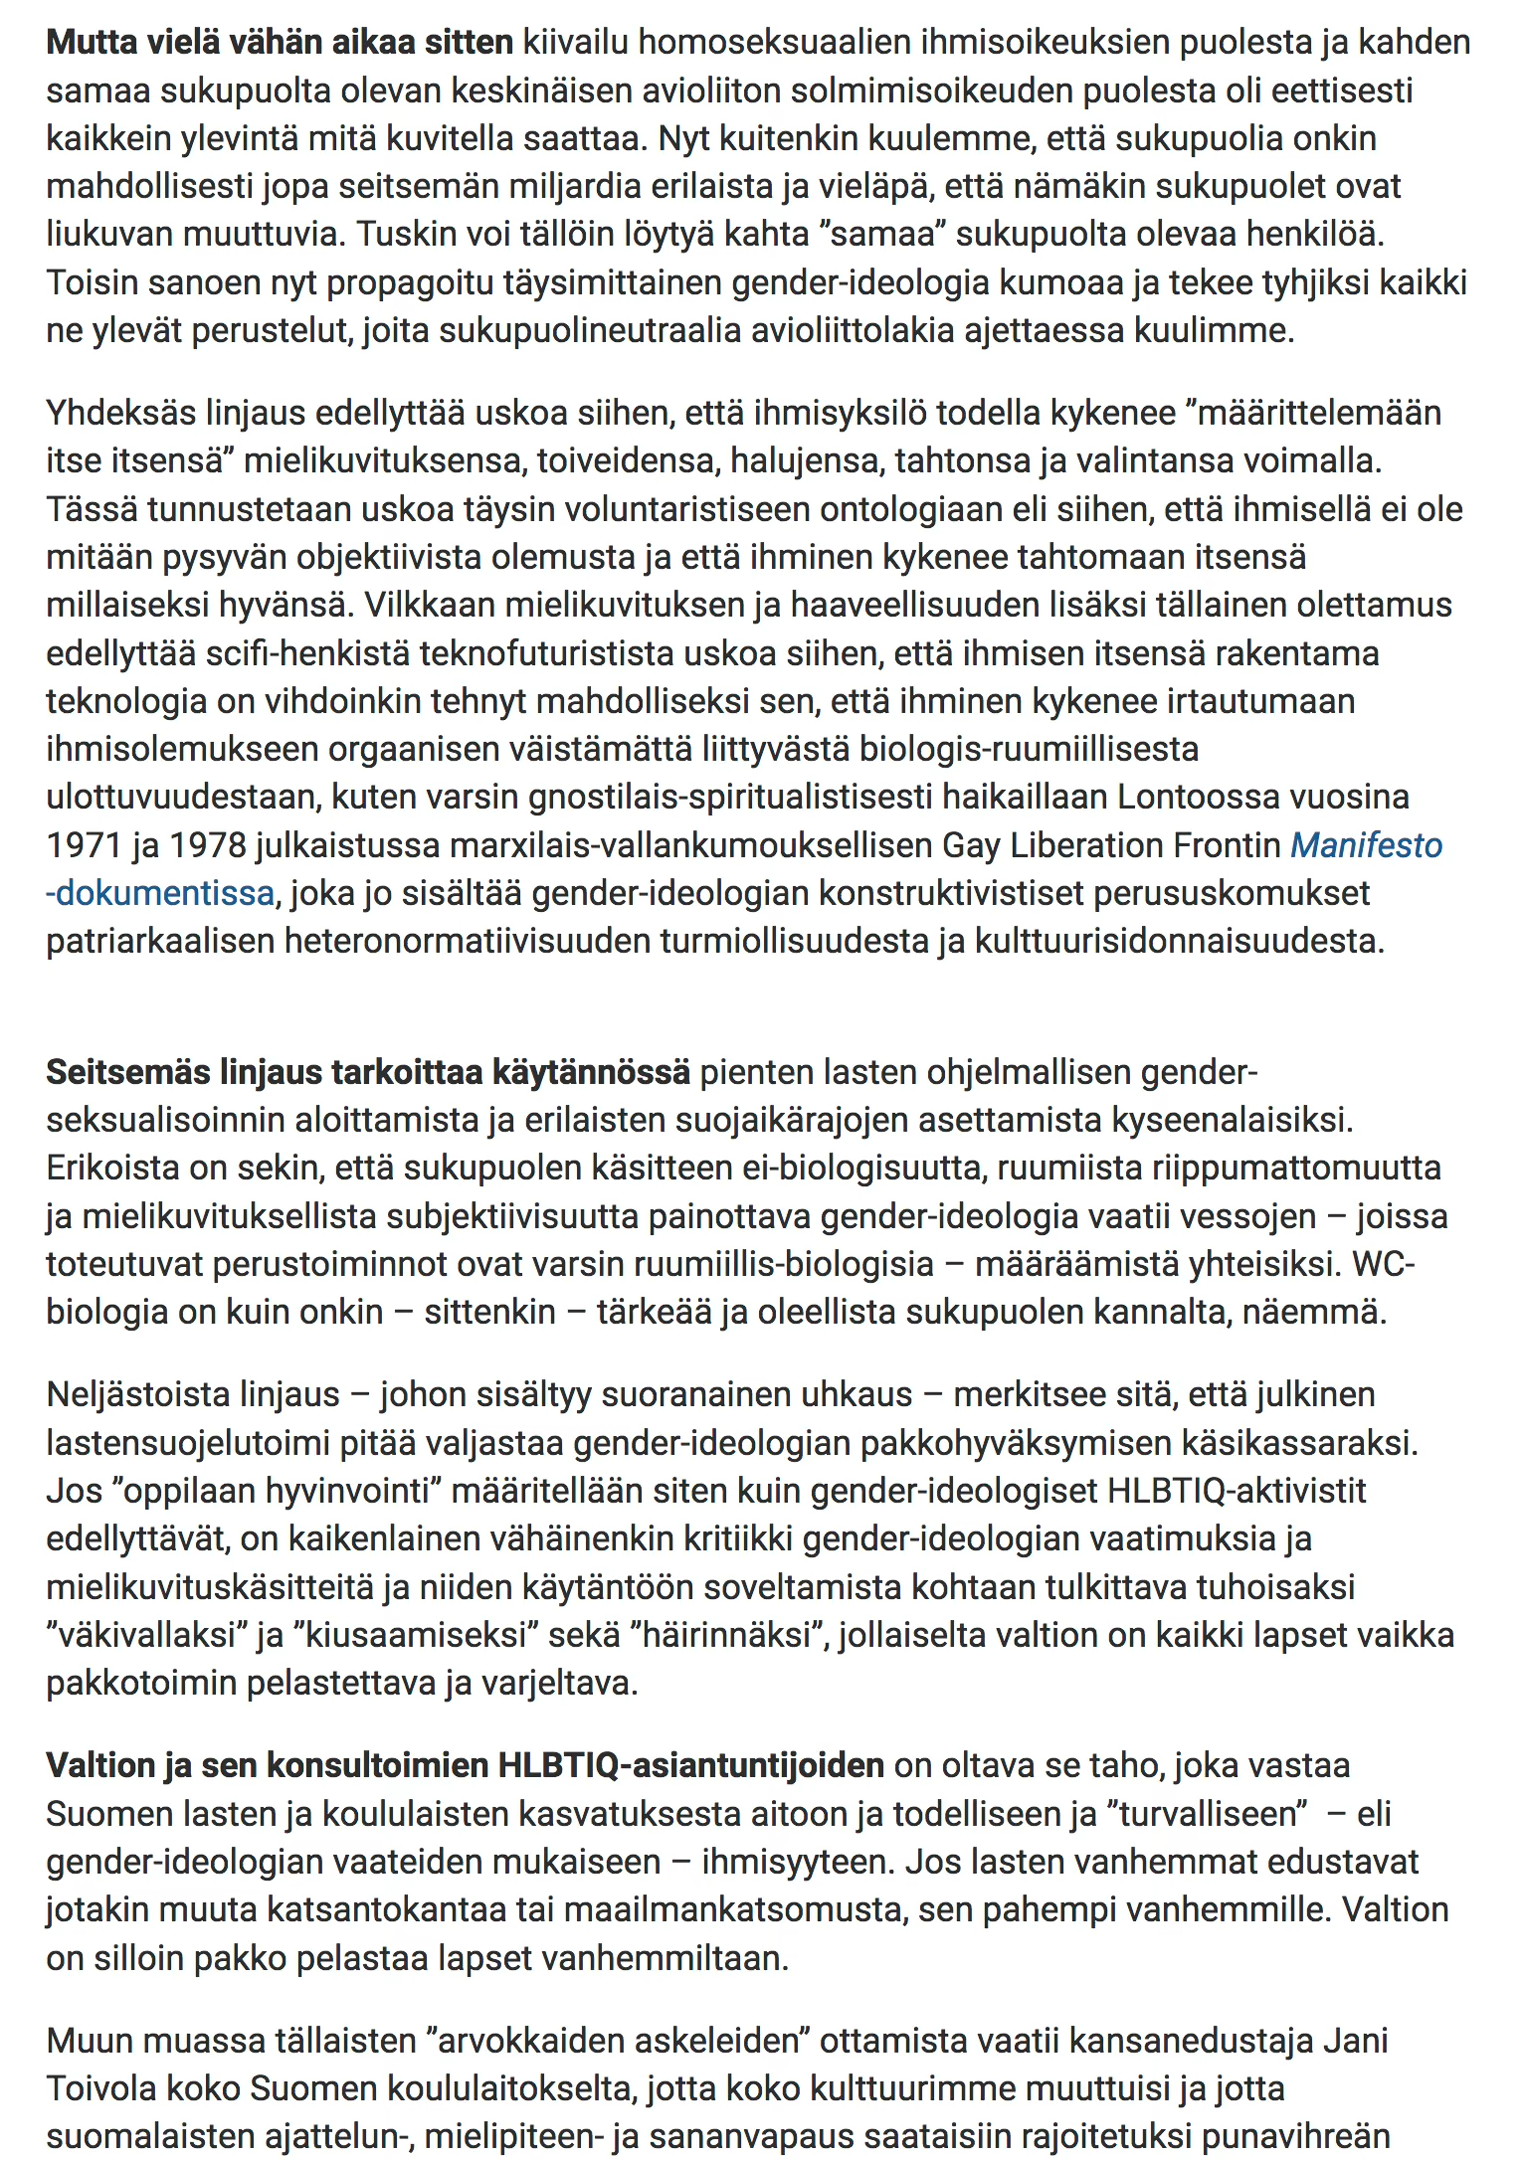 Mutta vielä vähän aikaa sitten kiivailu homoseksuaalien ihmisoikeuksien puolesta ja kahden
samaa sukupuolta olevan keskinäisen avioliiton solmimisoikeuden puolesta oli eettisesti
kaikkein ylevintä mitä kuvitella saattaa. Nyt kuitenkin kuulemme, että sukupuolia onkin
mahdollisesti jopa seitsemän miljardia erilaista ja vieläpä, että nämäkin sukupuolet ovat
liukuvan muuttuvia. Tuskin voi tällöin löytyä kahta ”samaa” sukupuolta olevaa henkilöä.
Toisin sanoen nyt propagoitu täysimittainen gender-ideologia kumoaa ja tekee tyhjiksi kaikki
ne ylevät perustelut, joita sukupuolineutraalia avioliittolakia ajettaessa kuulimme.
Yhdeksäs linjaus edellyttää uskoa siihen, että ihmisyksilö todella kykenee ”määrittelemään
itse itsensä” mielikuvituksensa, toiveidensa, halujensa, tahtonsa ja valintansa voimalla.
Tässä tunnustetaan uskoa täysin voluntaristiseen ontologiaan eli siihen, että ihmisellä ei ole
mitään pysyvän objektiivista olemusta ja että ihminen kykenee tahtomaan itsensä
millaiseksi hyvänsä. Vilkkaan mielikuvituksen ja haaveellisuuden lisäksi tällainen olettamus
edellyttää scifi-henkistä teknofuturistista uskoa siihen, että ihmisen itsensä rakentama
teknologia on vihdoinkin tehnyt mahdolliseksi sen, että ihminen kykenee irtautumaan
ihmisolemukseen orgaanisen väistämättä liittyvästä biologis-ruumiillisesta
ulottuvuudestaan, kuten varsin gnostilais-spiritualistisesti haikaillaan Lontoossa vuosina
1971 ja 1978 julkaistussa marxilais-vallankumouksellisen Gay Liberation Frontin Manifesto
-dokumentissa, joka jo sisältää gender-ideologian konstruktivistiset perususkomukset
patriarkaalisen heteronormatiivisuuden turmiollisuudesta ja kulttuurisidonnaisuudesta.
Seitsemäs linjaus tarkoittaa käytännössä pienten lasten ohjelmallisen gender-
seksualisoinnin aloittamista ja erilaisten suojaikärajojen asettamista kyseenalaisiksi.
Erikoista on sekin, että sukupuolen käsitteen ei-biologisuutta, ruumiista riippumattomuutta
ja mielikuvituksellista subjektiivisuutta painottava gender-ideologia vaatii vessojen – joissa
toteutuvat perustoiminnot ovat varsin ruumiillis-biologisia – määräämistä yhteisiksi. WC-
biologia on kuin onkin – sittenkin – tärkeää ja oleellista sukupuolen kannalta, näemmä.
Neljästoista linjaus – johon sisältyy suoranainen uhkaus – merkitsee sitä, että julkinen
lastensuojelutoimi pitää valjastaa gender-ideologian pakkohyväksymisen käsikassaraksi.
Jos ”oppilaan hyvinvointi” määritellään siten kuin gender-ideologiset HLBTIQ-aktivistit
edellyttävät, on kaikenlainen vähäinenkin kritiikki gender-ideologian vaatimuksia ja
mielikuvituskäsitteitä ja niiden käytäntöön soveltamista kohtaan tulkittava tuhoisaksi
”väkivallaksi” ja ”kiusaamiseksi” sekä ”häirinnäksi”, jollaiselta valtion on kaikki lapset vaikka
pakkotoimin pelastettava ja varjeltava.
Valtion ja sen konsultoimien HLBTIQ-asiantuntijoiden on oltava se taho, joka vastaa
Suomen lasten ja koululaisten kasvatuksesta aitoon ja todelliseen ja ”turvalliseen”  – eli
gender-ideologian vaateiden mukaiseen – ihmisyyteen. Jos lasten vanhemmat edustavat
jotakin muuta katsantokantaa tai maailmankatsomusta, sen pahempi vanhemmille. Valtion
on silloin pakko pelastaa lapset vanhemmiltaan.
Muun muassa tällaisten ”arvokkaiden askeleiden” ottamista vaatii kansanedustaja Jani
Toivola koko Suomen koululaitokselta, jotta koko kulttuurimme muuttuisi ja jotta
suomalaisten ajattelun-, mielipiteen- ja sananvapaus saataisiin rajoitetuksi punavihreän